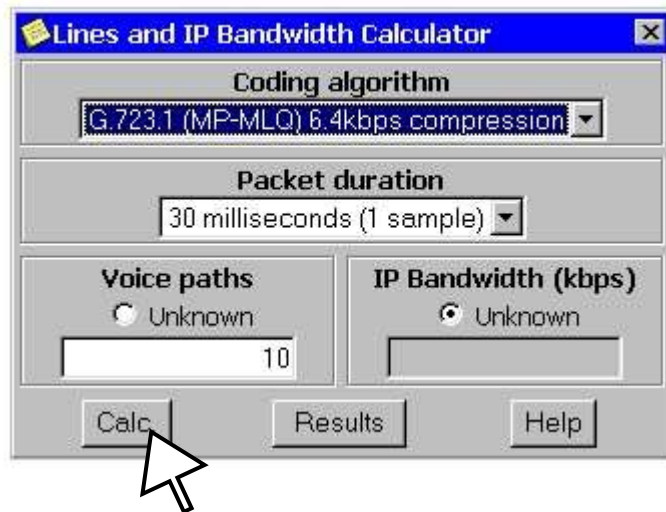 Lines and IP Bandwidth Calculator
Coding algorithm
G.723.1 (MP-MLQ) 6.4kbps compression
Packet duration
30 milliseconds (1 sample)
Voice paths
Unknown
10
IP Bandwidth (kbps)
Unknown
Calc
Results
Help